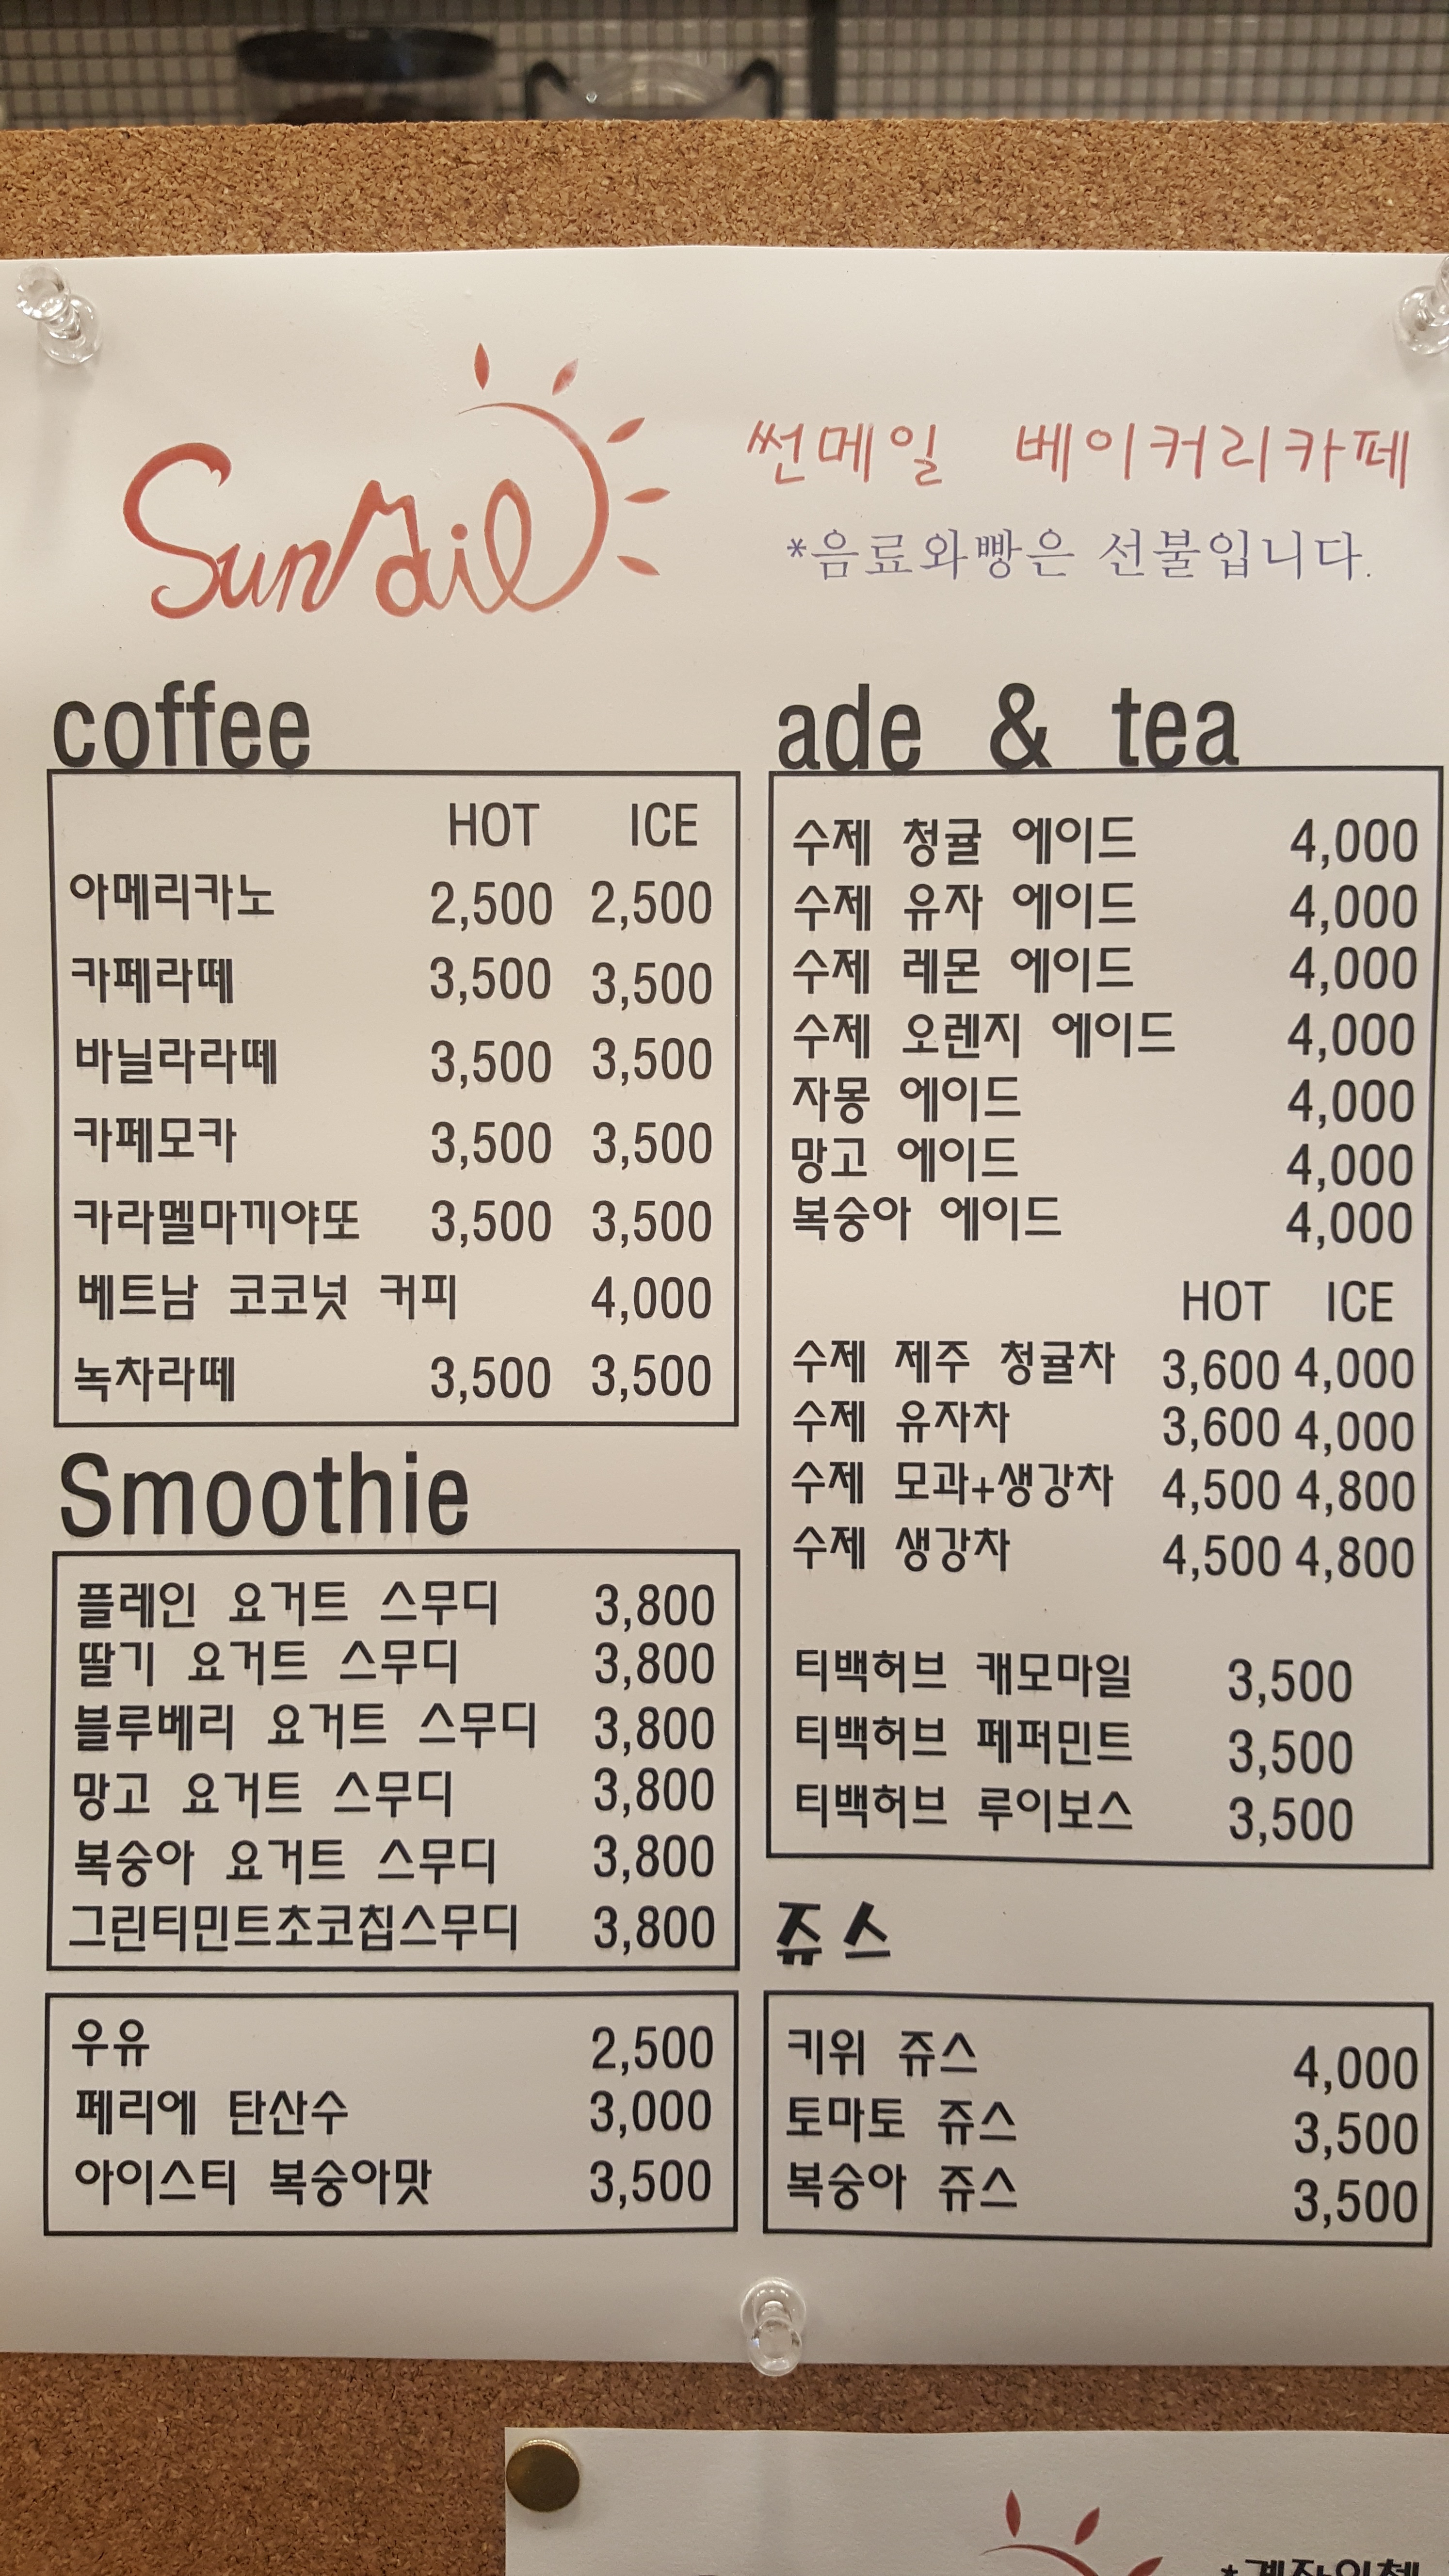 SunMail
썬메일 베이커리카페
*음료와빵은 선불입니다.
coffee
HOT ICE
아메리카노 2,500 2,500
카페라떼 3,500 3,500
바닐라라떼 3,500 3,500
카페모카 3,500 3,500
카라멜마끼야또 3,500 3,500
베트남 코코넛 커피 4,000
녹차라떼 3,500 3,500
Smoothie
플레인 요거트 스무디 3,800
딸기 요거트 스무디 3,800
블루베리 요거트 스무디 3,800
망고 요거트 스무디 3,800
복숭아 요거트 스무디 3,800
그린티민트초코칩스무디 3,800
우유 2,500
페리에 탄산수 3,000
아이스티 복숭아맛 3,500
ade & tea
수제 청귤 에이드 4,000
수제 유자 에이드 4,000
수제 레몬 에이드 4,000
수제 오렌지 에이드 4,000
자몽 에이드 4,000
망고 에이드 4,000
복숭아 에이드 4,000
HOT ICE
수제 제주 청귤차 3,600 4,000
수제 유자차 3,600 4,000
수제 모과+생강차 4,500 4,800
수제 생강차 4,500 4,800
티백허브 캐모마일 3,500
티백허브 페퍼민트 3,500
티백허브 루이보스 3,500
쥬스
키위 쥬스 4,000
토마토 쥬스 3,500
복숭아 쥬스 3,500